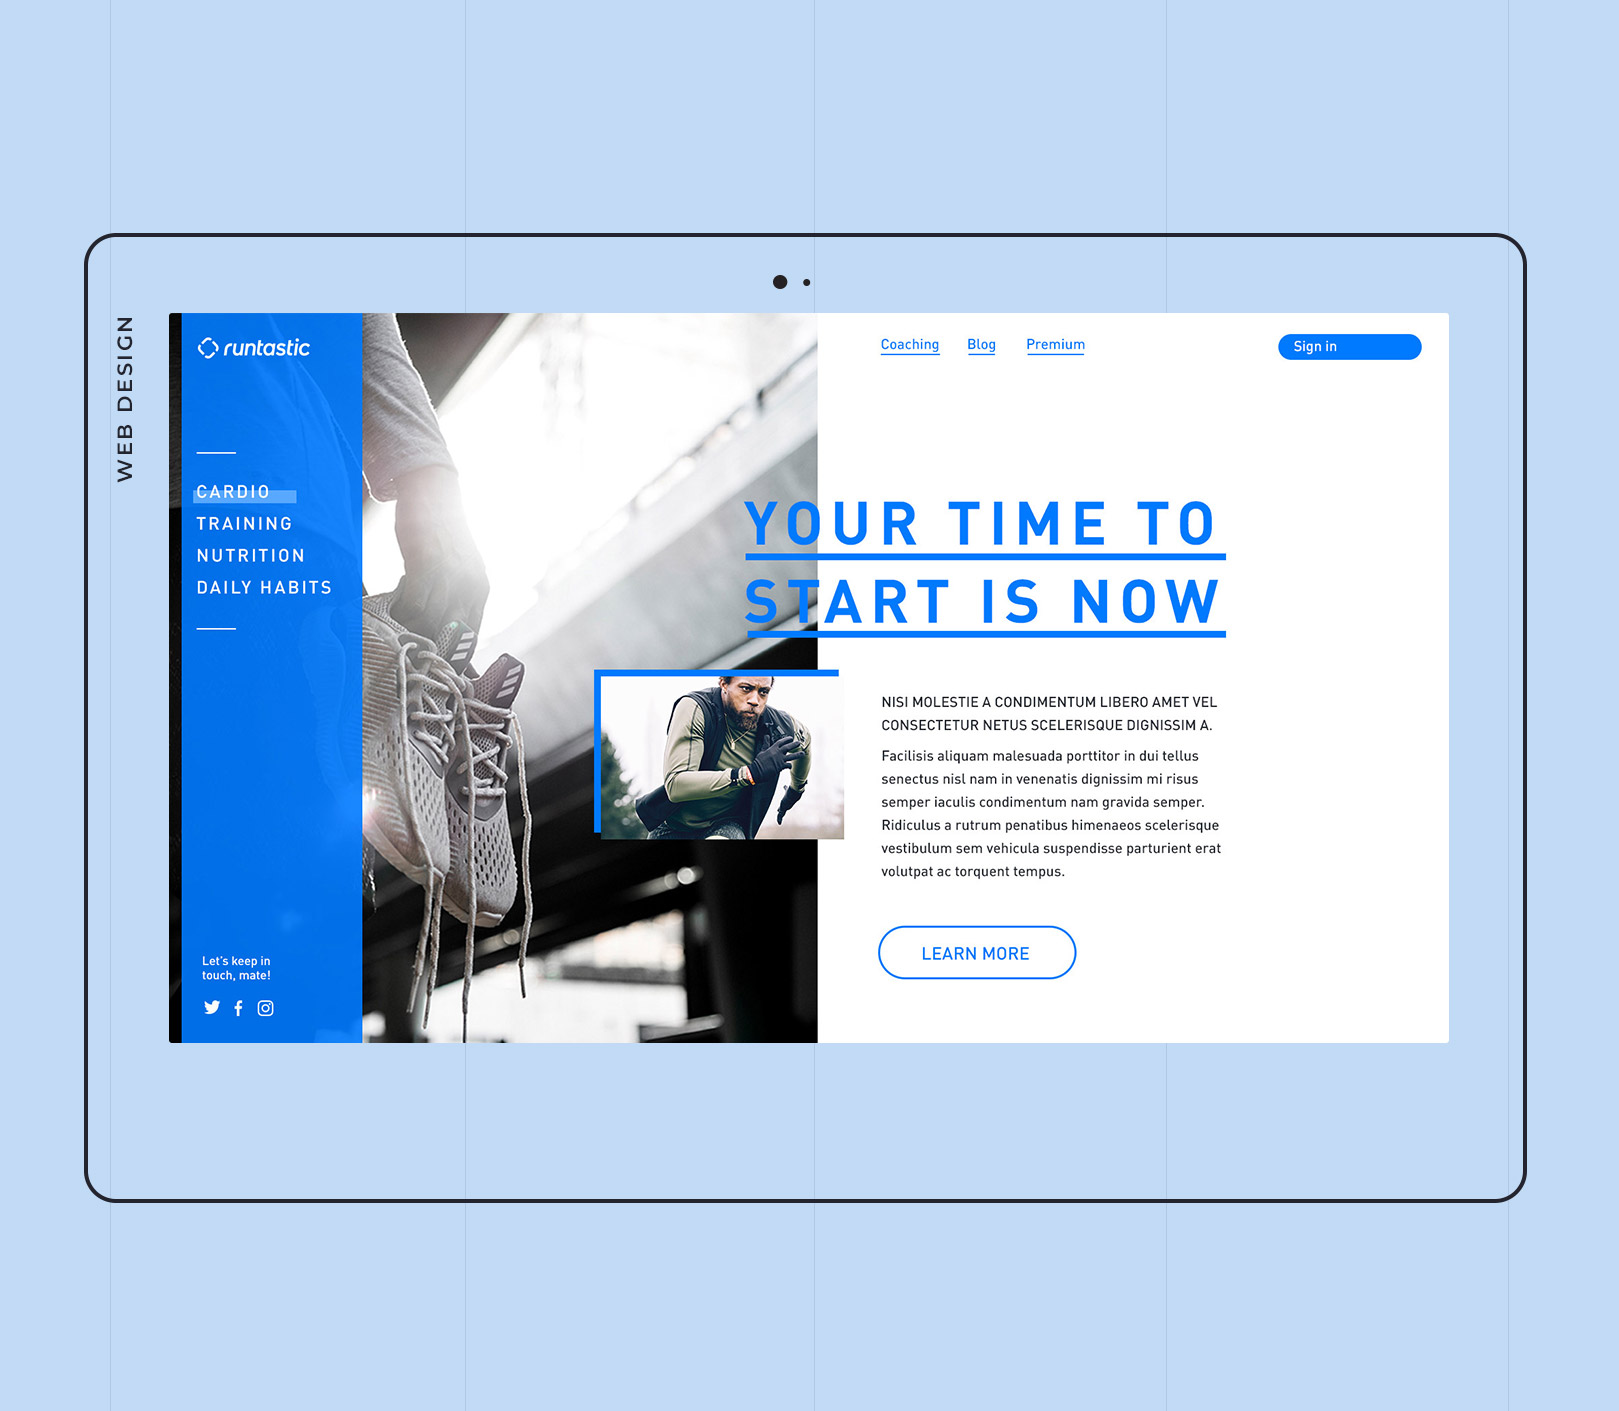 WEB DESIGN
runtastic
CARDIO
TRAINING
NUTRITION
DAILY HABITS
Let's keep in
touch, mate!
Coaching Blog Premium
Sign in
YOUR TIME TO
START IS NOW
NISI MOLESTIE A CONDIMENTUM LIBERO AMET VEL
CONSECTETUR NETUS SCELERISQUE DIGNISSIM A.
Facilisis aliquam malesuada porttitor in dui tellus
senectus nisl nam in venenatis dignissim mi risus
semper iaculis condimentum nam gravida semper.
Ridiculus a rutrum penatibus himenaeos scelerisque
vestibulum sem vehicula suspendisse parturient erat
volutpat ac torquent tempus.
LEARN MORE